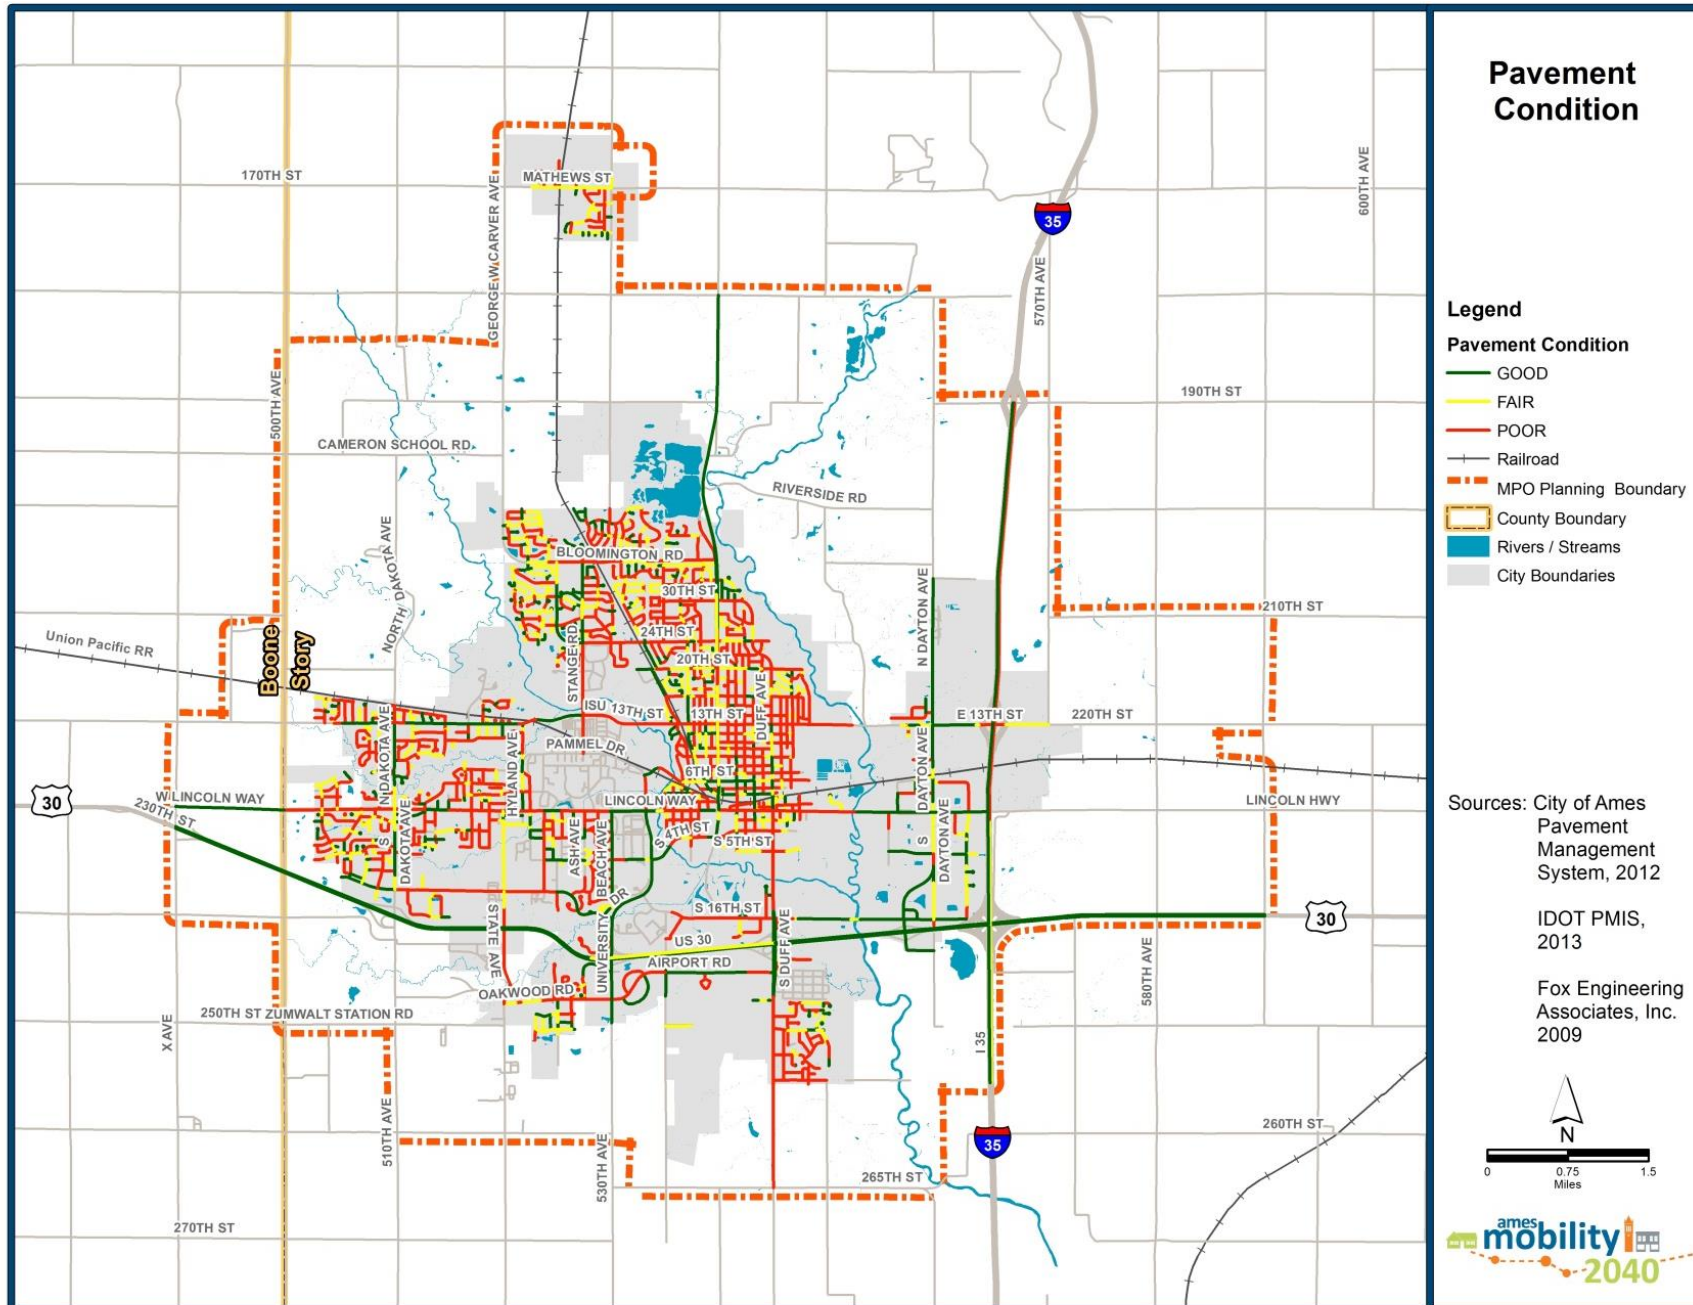 Pavement
Condition
Legend
Pavement Condition
GOOD
FAIR
POOR
Railroad
MPO Planning Boundary
County Boundary
Rivers / Streams
City Boundaries
Sources: City of Ames
Pavement
Management
System, 2012
IDOT PMIS,
2013
Fox Engineering
Associates, Inc.
2009
N
0 0.75 1.5
Miles
ames
mobility
2040
170TH ST
MATHEWS ST
GEORGE W CARVER AVE
600TH AVE
35
570TH AVE
500TH AVE
190TH ST
CAMERON SCHOOL RD
RIVERSIDE RD
NORTH DAKOTA AVE
BLOOMINGTON RD
30TH ST
N DAYTON AVE
210TH ST
24TH ST
Union Pacific RR
Boone
Story
STANGE RD
20TH ST
DUFF AVE
ISU 13TH ST
13TH ST
E 13TH ST
220TH ST
N DAKOTA AVE
HYLAND AVE
PAMMEL DR
6TH ST
DAYTON AVE
30
W LINCOLN WAY
230TH ST
LINCOLN WAY
LINCOLN HWY
S DAKOTA AVE
ASH AVE
BEACH AVE
S 4TH ST
S 5TH ST
S DAYTON AVE
STATE AVE
UNIVERSITY DR
S 16TH ST
S DUFF AVE
30
US 30
AIRPORT RD
580TH AVE
OAKWOOD RD
250TH ST ZUMWALT STATION RD
X AVE
I 35
510TH AVE
530TH AVE
35
260TH ST
265TH ST
270TH ST